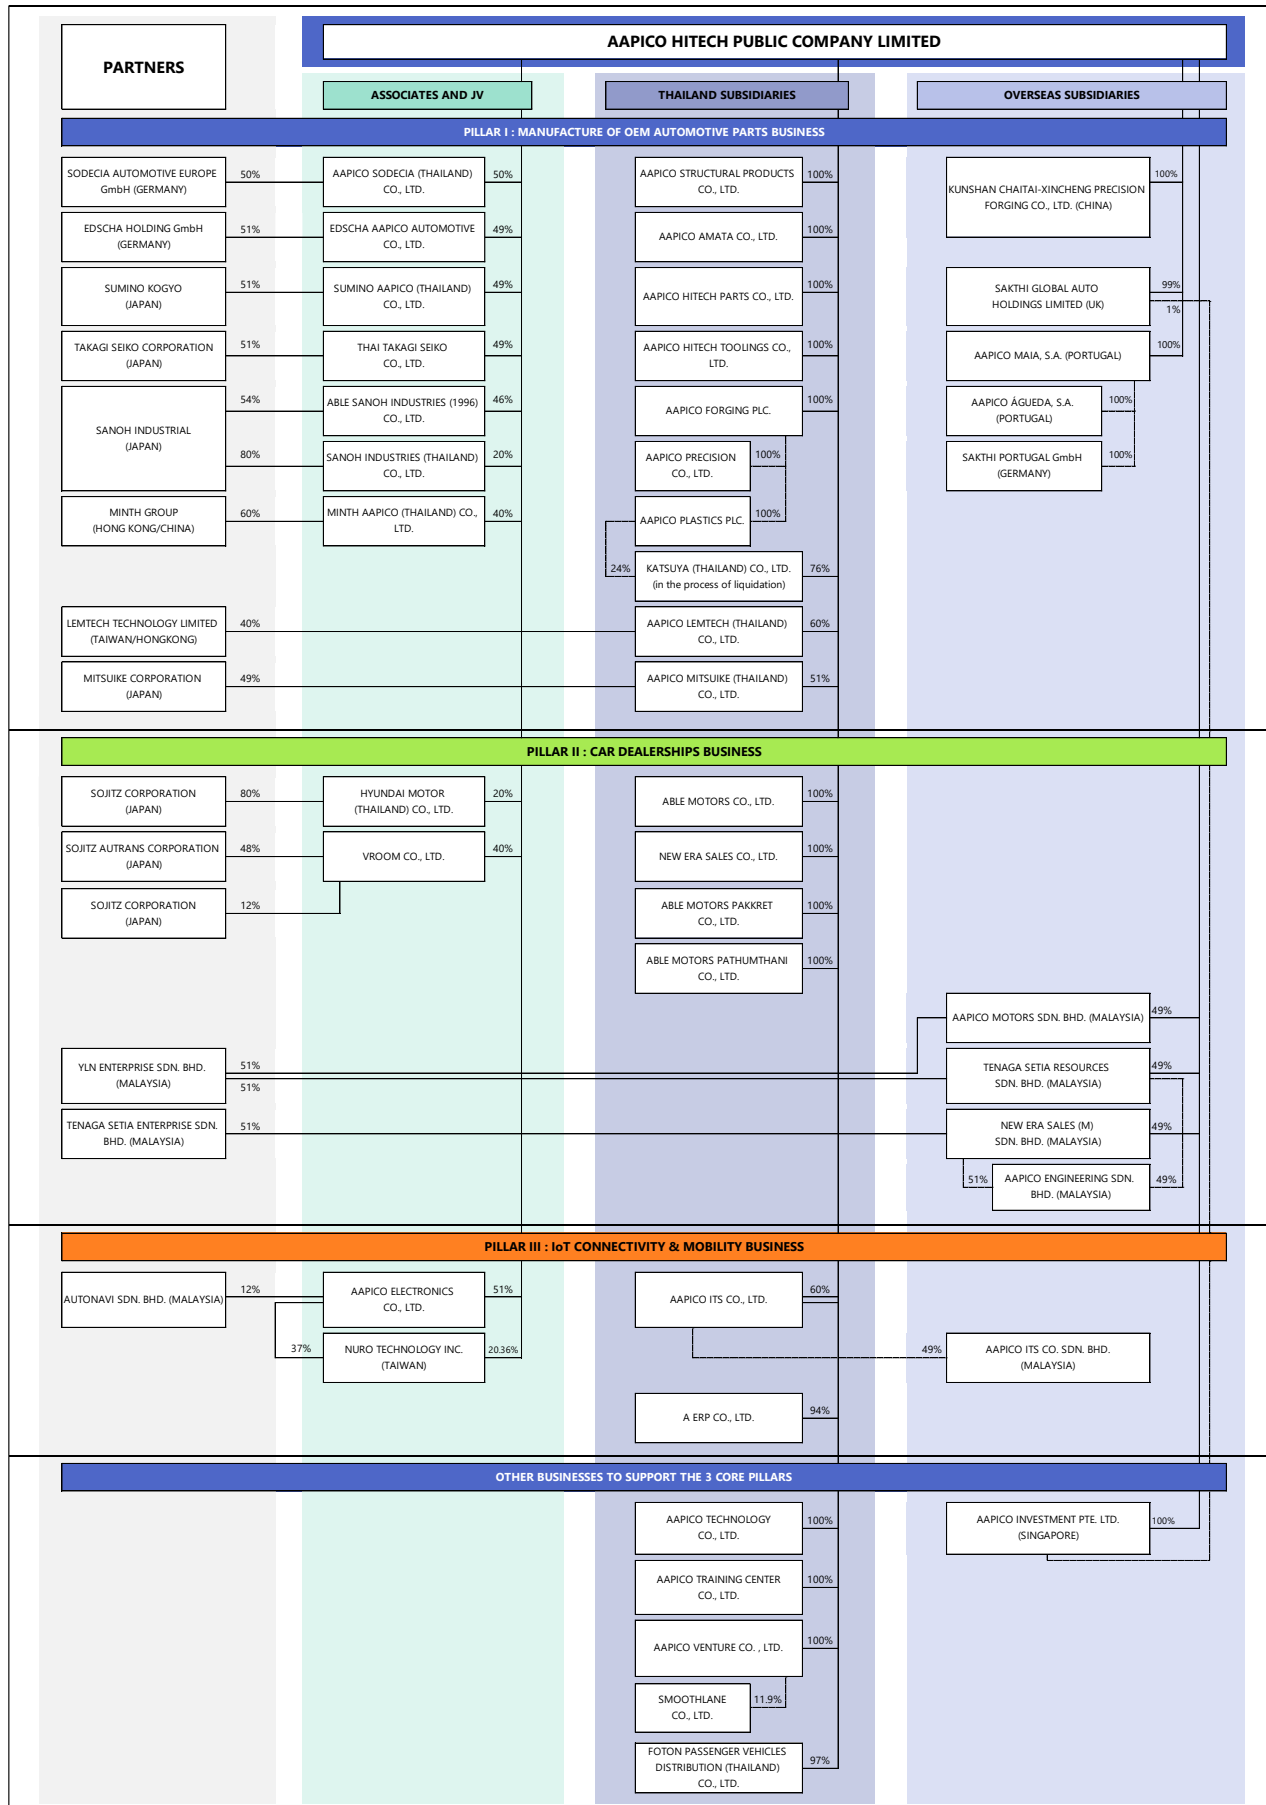 AAPICO HITECH PUBLIC COMPANY LIMITED
PARTNERS
ASSOCIATES AND JV
THAILAND SUBSIDIARIES
OVERSEAS SUBSIDIARIES
PILLAR I : MANUFACTURE OF OEM AUTOMOTIVE PARTS BUSINESS
SODECIA AUTOMOTIVE EUROPE
GmbH (GERMANY)
50%
AAPICO SODECIA (THAILAND)
CO., LTD.
50%
AAPICO STRUCTURAL PRODUCTS
CO., LTD.
100%
KUNSHAN CHAITAI-XINCHENG PRECISION
FORGING CO., LTD. (CHINA)
100%
EDSCHA HOLDING GmbH
(GERMANY)
51%
EDSCHA AAPICO AUTOMOTIVE
CO., LTD.
49%
AAPICO AMATA CO., LTD.
100%
SUMINO KOGYO
(JAPAN)
51%
SUMINO AAPICO (THAILAND)
CO., LTD.
49%
AAPICO HITECH PARTS CO., LTD.
100%
SAKTHI GLOBAL AUTO
HOLDINGS LIMITED (UK)
99%
1%
TAKAGI SEIKO CORPORATION
(JAPAN)
51%
THAI TAKAGI SEIKO
CO., LTD.
49%
AAPICO HITECH TOOLINGS CO.,
LTD.
100%
AAPICO MAIA, S.A. (PORTUGAL)
100%
SANOH INDUSTRIAL
(JAPAN)
54%
ABLE SANOH INDUSTRIES (1996)
CO., LTD.
46%
AAPICO FORGING PLC.
100%
AAPICO ÁGUEDA, S.A.
(PORTUGAL)
100%
80%
SANOH INDUSTRIES (THAILAND)
CO., LTD.
20%
AAPICO PRECISION
CO., LTD.
100%
SAKTHI PORTUGAL GmbH
(GERMANY)
100%
MINTH GROUP
(HONG KONG/CHINA)
60%
MINTH AAPICO (THAILAND) CO.,
LTD.
40%
AAPICO PLASTICS PLC.
100%
24%
KATSUYA (THAILAND) CO., LTD.
(in the process of liquidation)
76%
LEMTECH TECHNOLOGY LIMITED
(TAIWAN/HONGKONG)
40%
AAPICO LEMTECH (THAILAND)
CO., LTD.
60%
MITSUIKE CORPORATION
(JAPAN)
49%
AAPICO MITSUIKE (THAILAND)
CO., LTD.
51%
PILLAR II : CAR DEALERSHIPS BUSINESS
SOJITZ CORPORATION
(JAPAN)
80%
HYUNDAI MOTOR
(THAILAND) CO., LTD.
20%
ABLE MOTORS CO., LTD.
100%
SOJITZ AUTRANS CORPORATION
(JAPAN)
48%
VROOM CO., LTD.
40%
NEW ERA SALES CO., LTD.
100%
SOJITZ CORPORATION
(JAPAN)
12%
ABLE MOTORS PAKKRET
CO., LTD.
100%
ABLE MOTORS PATHUMTHANI
CO., LTD.
100%
AAPICO MOTORS SDN. BHD. (MALAYSIA)
49%
YLN ENTERPRISE SDN. BHD.
(MALAYSIA)
51%
51%
TENAGA SETIA RESOURCES
SDN. BHD. (MALAYSIA)
49%
TENAGA SETIA ENTERPRISE SDN.
BHD. (MALAYSIA)
51%
NEW ERA SALES (M)
SDN. BHD. (MALAYSIA)
49%
51%
AAPICO ENGINEERING SDN.
BHD. (MALAYSIA)
49%
PILLAR III : IoT CONNECTIVITY & MOBILITY BUSINESS
AUTONAVI SDN. BHD. (MALAYSIA)
12%
AAPICO ELECTRONICS
CO., LTD.
51%
AAPICO ITS CO., LTD.
60%
37%
NURO TECHNOLOGY INC.
(TAIWAN)
20.36%
49%
AAPICO ITS CO. SDN. BHD.
(MALAYSIA)
A ERP CO., LTD.
94%
OTHER BUSINESSES TO SUPPORT THE 3 CORE PILLARS
AAPICO TECHNOLOGY
CO., LTD.
100%
AAPICO INVESTMENT PTE. LTD.
(SINGAPORE)
100%
AAPICO TRAINING CENTER
CO., LTD.
100%
AAPICO VENTURE CO. , LTD.
100%
SMOOTHLANE
CO., LTD.
11.9%
FOTON PASSENGER VEHICLES
DISTRIBUTION (THAILAND)
CO., LTD.
97%